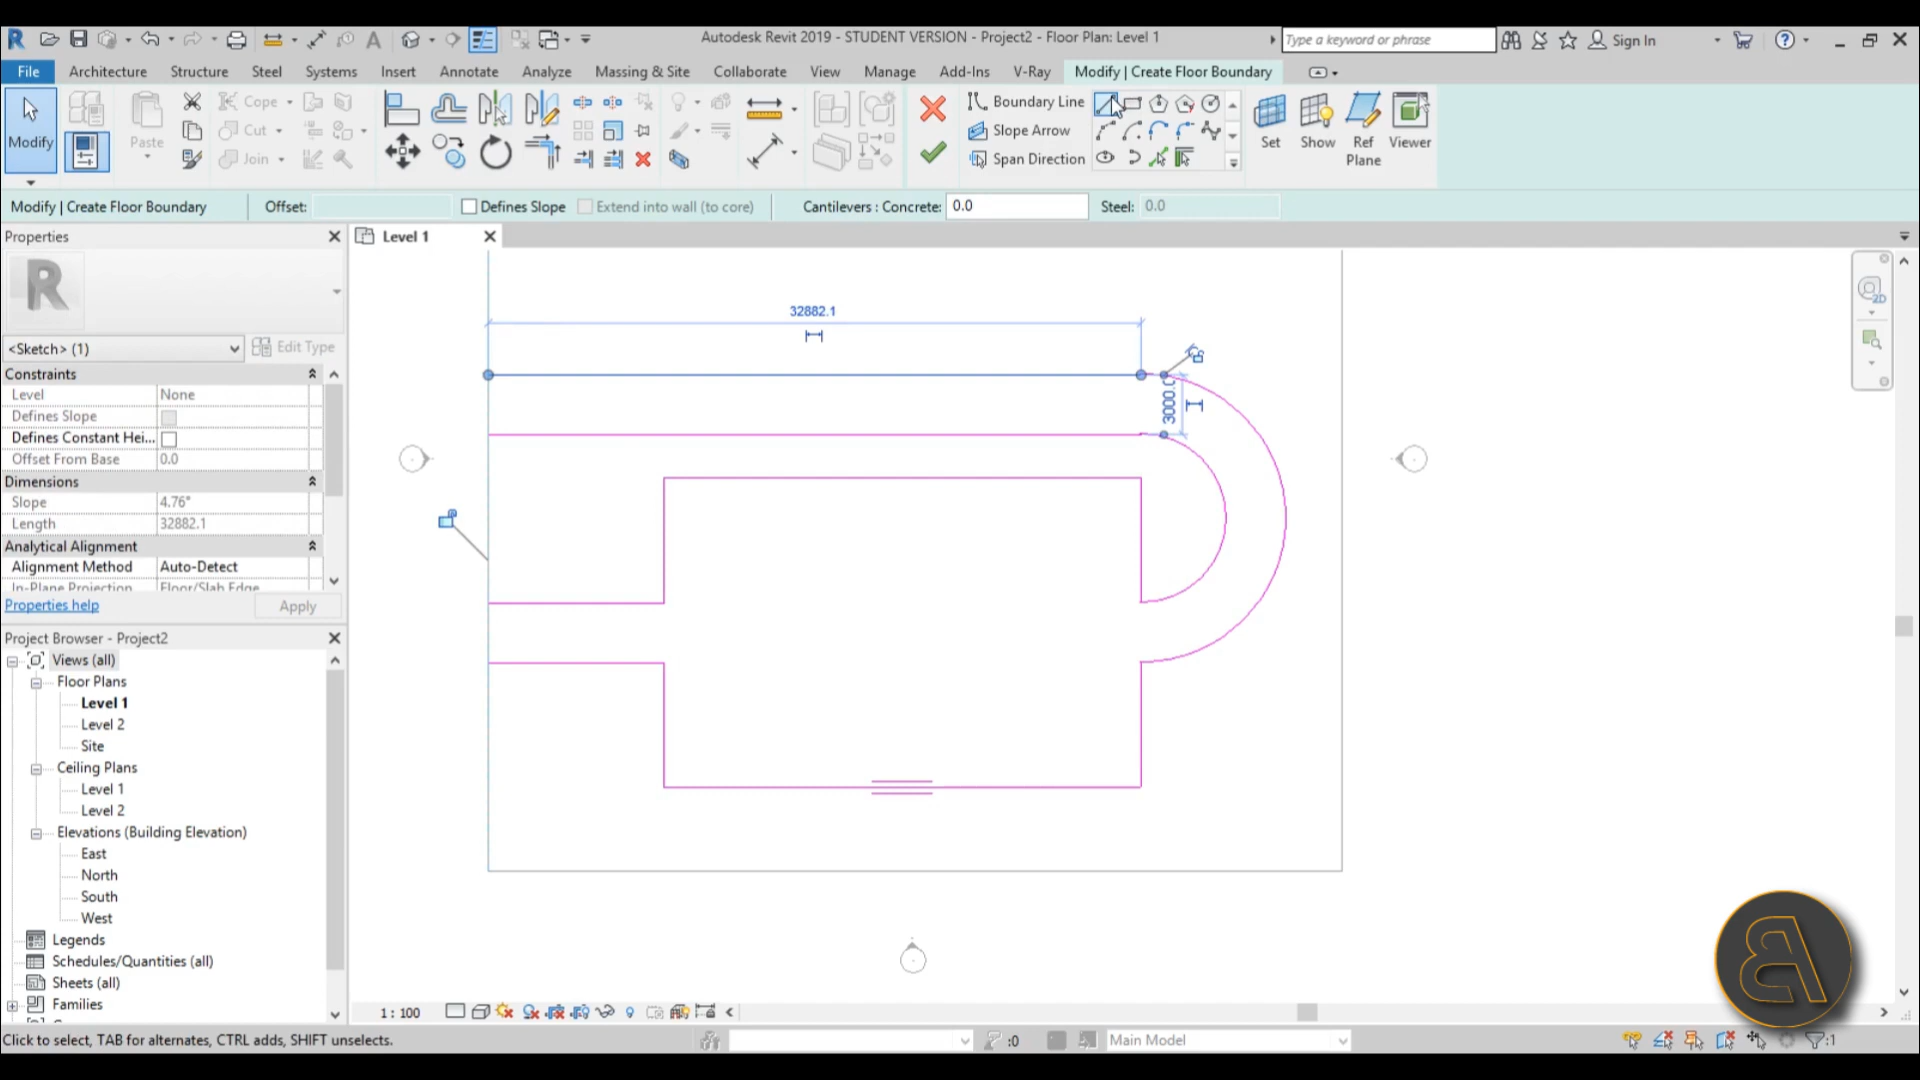 Autodesk Revit 2019 - STUDENT VERSION - Project2 - Floor Plan: Level 1
Type a keyword or phrase
Sign In
File Architecture Structure Steel Systems Insert Annotate Analyze Massing & Site Collaborate View Manage Add-Ins V-Ray Modify | Create Floor Boundary
Cope
Boundary Line
Modify
Paste
Cut
Slope Arrow
Set
Show
Ref
Plane
Viewer
Join
Span Direction
Modify | Create Floor Boundary
Offset:
Defines Slope
Extend into wall (to core)
Cantilevers : Concrete: 0.0
Steel: 0.0
Properties
Level 1
R
<Sketch> (1)
Edit Type
Constraints
Level None
Defines Slope
Defines Constant Hei...
Offset From Base 0.0
Dimensions
Slope 4.76°
Length 32882.1
Analytical Alignment
Alignment Method Auto-Detect
In-Plane Projection Floor/Slab Edge
Properties help
Apply
32882.1
3000.0
2D
Project Browser - Project2
Views (all)
Floor Plans
Level 1
Level 2
Site
Ceiling Plans
Level 1
Level 2
Elevations (Building Elevation)
East
North
South
West
Legends
Schedules/Quantities (all)
Sheets (all)
Families
1 : 100
Click to select, TAB for alternates, CTRL adds, SHIFT unselects.
:0
Main Model
:1